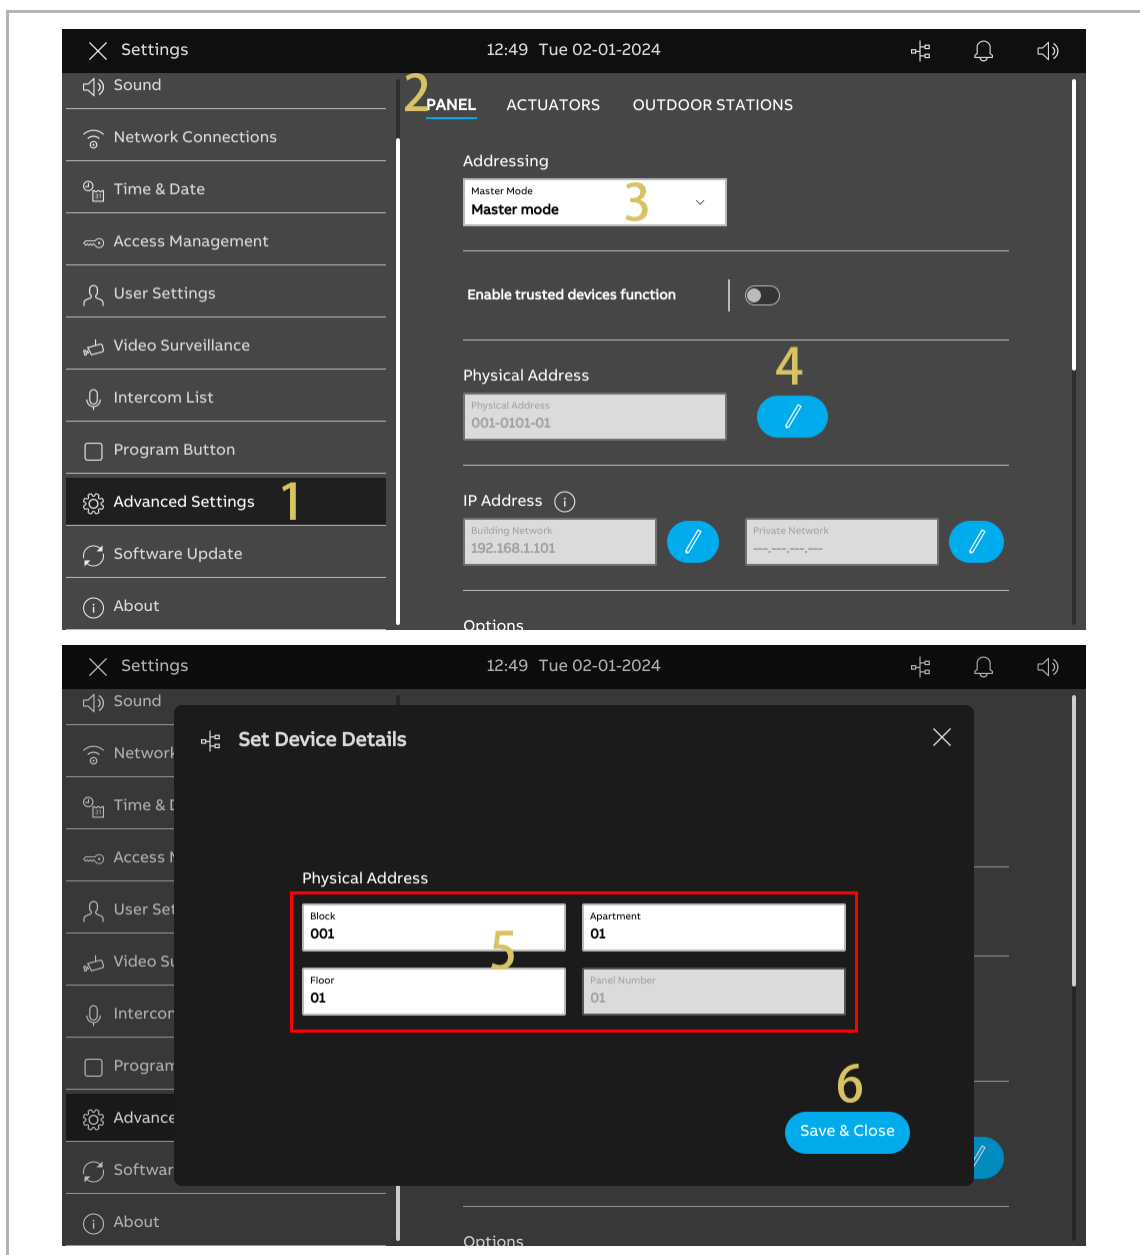 Settings
12:49 Tue 02-01-2024
Sound
Network Connections
Time & Date
Access Management
User Settings
Video Surveillance
Intercom List
Program Button
Advanced Settings 1
Software Update
About
2
PANEL ACTUATORS OUTDOOR STATIONS
Addressing
Master Mode
Master mode
3
Enable trusted devices function
Physical Address
4
Physical Address
001-0101-01
IP Address
Building Network
192.168.1.101
Private Network
---.---.---.---
Options
Settings
12:49 Tue 02-01-2024
Sound
Network
Time & D
Access M
User Set
Video Su
Intercom
Program
Advance
Softwar
About
Set Device Details
Physical Address
Block
001
Apartment
01
5
Floor
01
Panel Number
01
6
Save & Close
Options